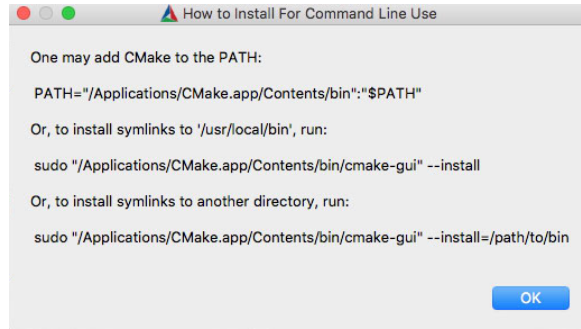 How to Install For Command Line Use
One may add CMake to the PATH:
PATH="/Applications/CMake.app/Contents/bin":"$PATH"
Or, to install symlinks to '/usr/local/bin', run:
sudo "/Applications/CMake.app/Contents/bin/cmake-gui" --install
Or, to install symlinks to another directory, run:
sudo "/Applications/CMake.app/Contents/bin/cmake-gui" --install=/path/to/bin
OK